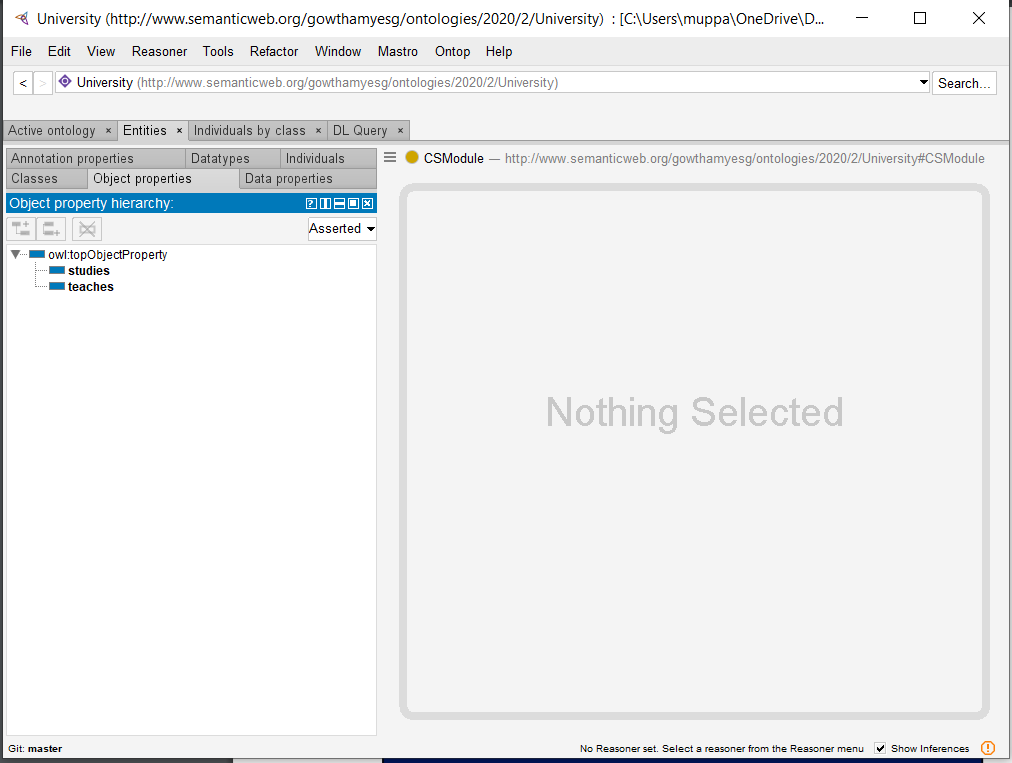 University (http://www.semanticweb.org/gowthamyesg/ontologies/2020/2/University) : [C:\Users\muppa\OneDrive\D...
File Edit View Reasoner Tools Refactor Window Mastro Ontop Help
< > University (http://www.semanticweb.org/gowthamyesg/ontologies/2020/2/University) Search...
Active ontology × Entities × Individuals by class × DL Query ×
Annotation properties Datatypes Individuals
Classes Object properties Data properties
CSModule — http://www.semanticweb.org/gowthamyesg/ontologies/2020/2/University#CSModule
Object property hierarchy:
Asserted
owl:topObjectProperty
studies
teaches
Nothing Selected
Git: master
No Reasoner set. Select a reasoner from the Reasoner menu Show Inferences